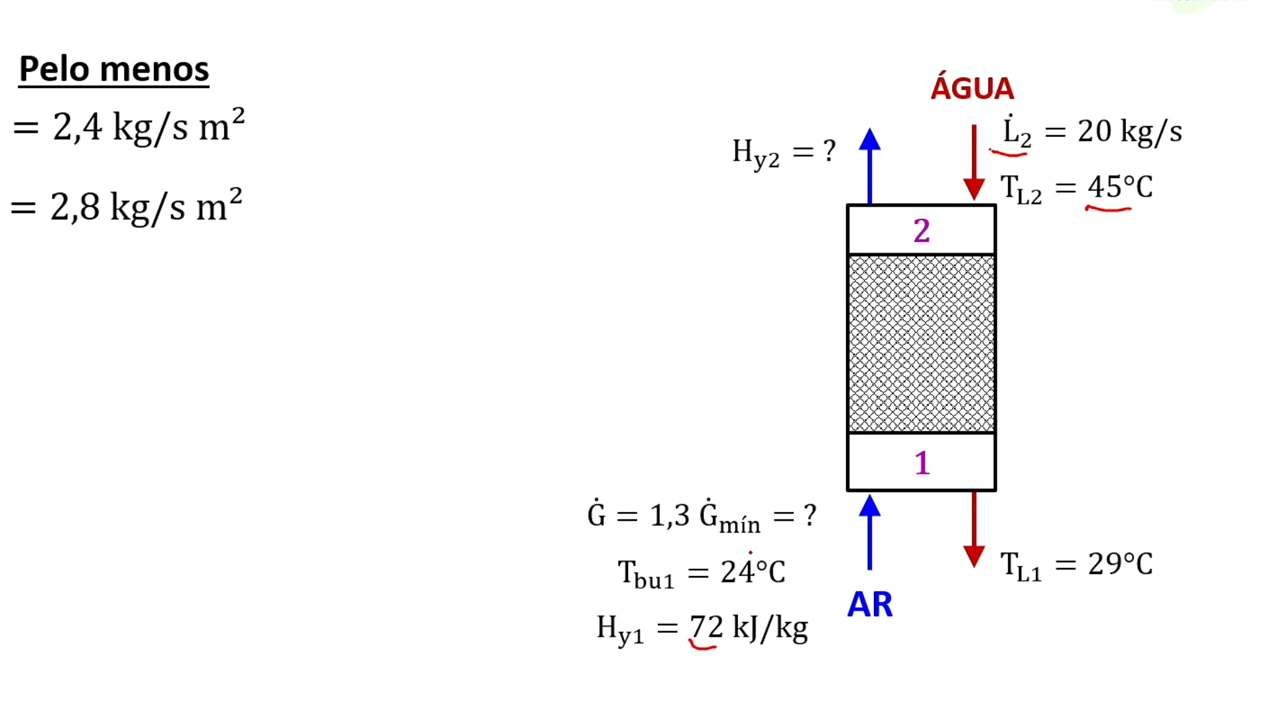 Pelo menos
= 2,4 kg/s m²
= 2,8 kg/s m²
ÁGUA
L̇₂ = 20 kg/s
T_L2 = 45°C
H_y2 = ?
2
1
Ġ = 1,3 Ġ_mín = ?
T_bu1 = 24°C
H_y1 = 72 kJ/kg
AR
T_L1 = 29°C